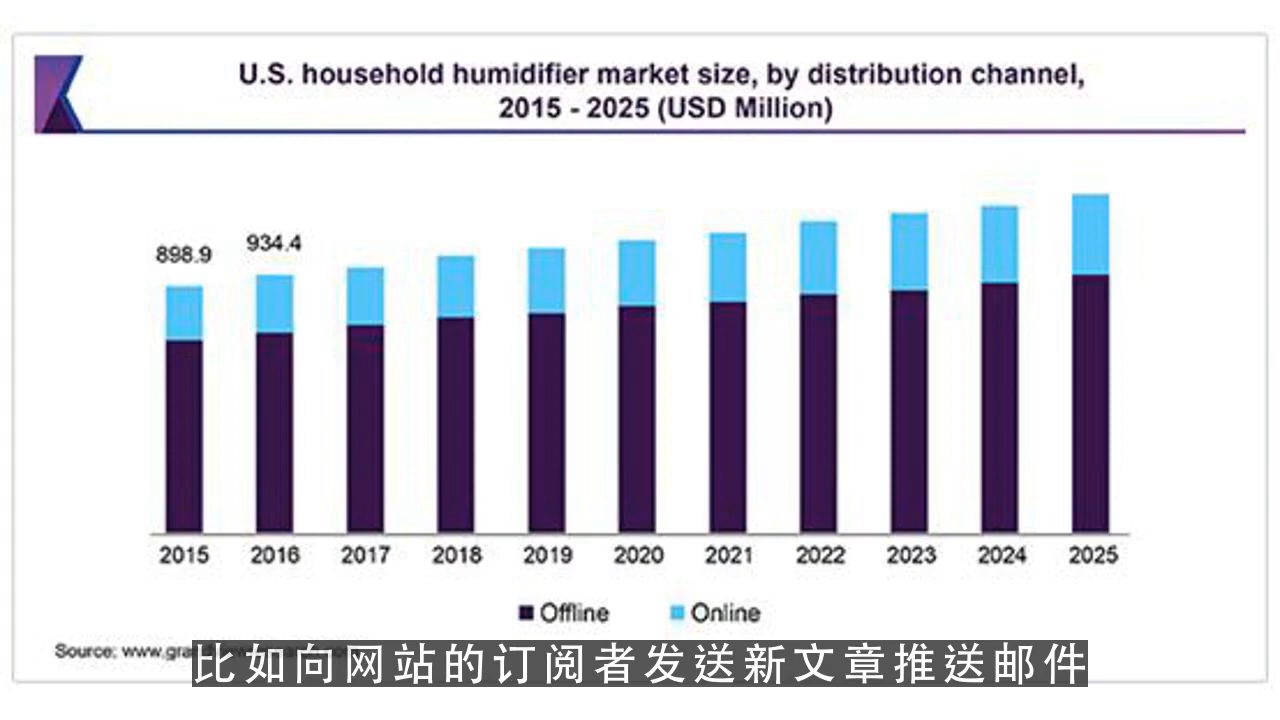 U.S. household humidifier market size, by distribution channel,
2015 - 2025 (USD Million)
898.9
934.4
2015 2016 2017 2018 2019 2020 2021 2022 2023 2024 2025
Offline Online
Source; www.gran
比如向网站的订阅者发送新文章推送邮件